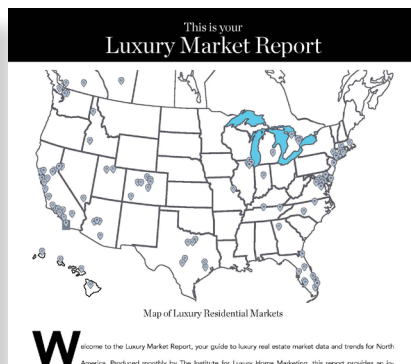 This is your
Luxury Market Report
Map of Luxury Residential Markets
Welcome to the Luxury Market Report, your guide to luxury real estate market data and trends for North
America. Produced monthly by The Institute for Luxury Home Marketing, this report provides an in-